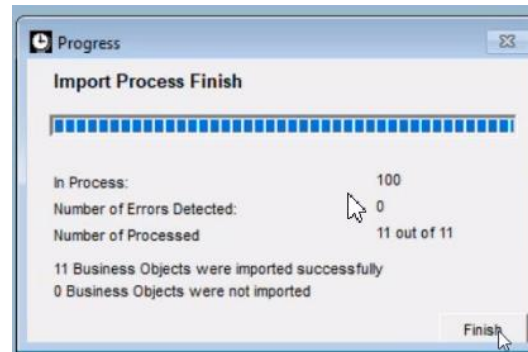 Progress
Import Process Finish
In Process: 100
Number of Errors Detected: 0
Number of Processed 11 out of 11
11 Business Objects were imported successfully
0 Business Objects were not imported
Finish